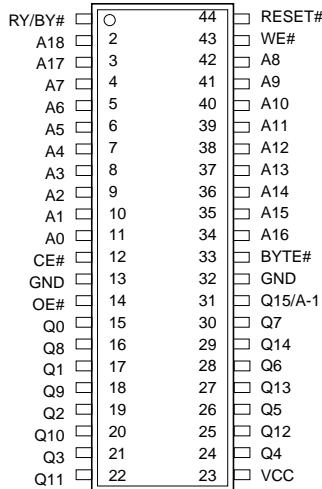 RY/BY# 44 RESET#
A18 2 43 WE#
A17 3 42 A8
A7 4 41 A9
A6 5 40 A10
A5 6 39 A11
A4 7 38 A12
A3 8 37 A13
A2 9 36 A14
A1 10 35 A15
A0 11 34 A16
CE# 12 33 BYTE#
GND 13 32 GND
OE# 14 31 Q15/A-1
Q0 15 30 Q7
Q8 16 29 Q14
Q1 17 28 Q6
Q9 18 27 Q13
Q2 19 26 Q5
Q10 20 25 Q12
Q3 21 24 Q4
Q11 22 23 VCC